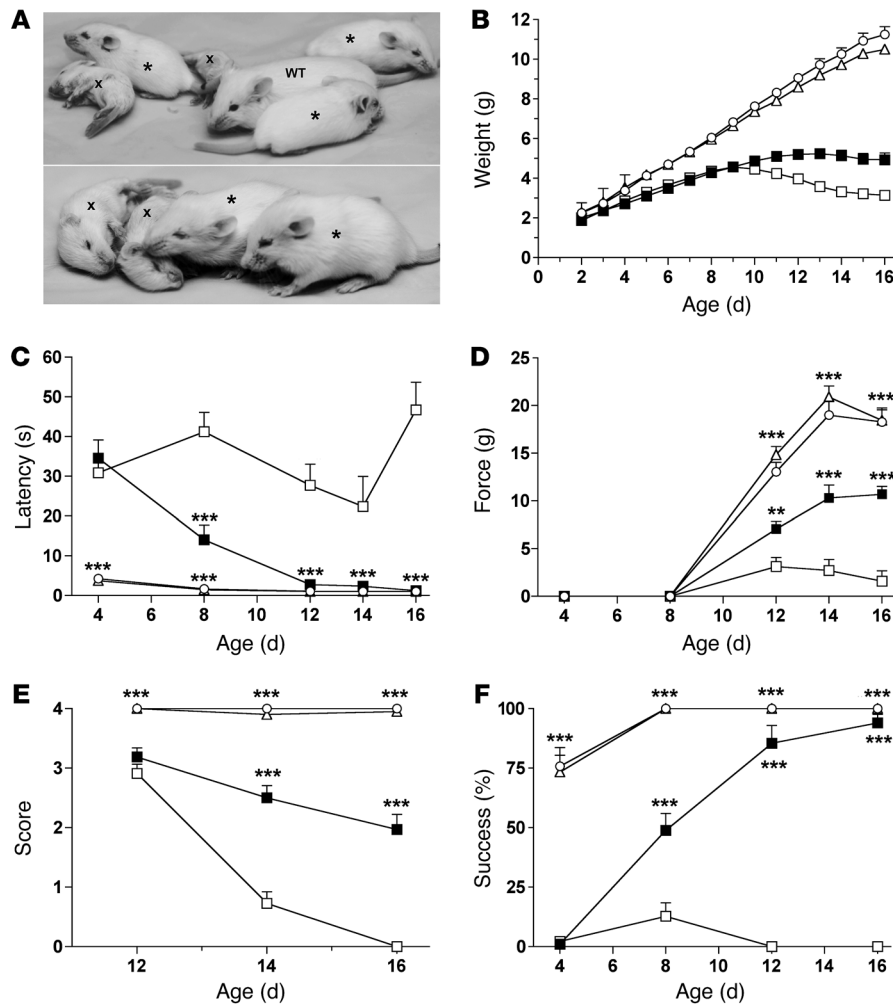 A
*
x
x
WT
*
*
x
x
*
*
B
Weight (g)
12
10
8
6
4
2
0
0 2 4 6 8 10 12 14 16
Age (d)
C
Latency (s)
60
50
40
30
20
10
0
***
***
***
*** *** ***
4 6 8 10 12 14 16
Age (d)
D
Force (g)
25
20
15
10
5
0
***
***
***
***
***
**
4 6 8 10 12 14 16
Age (d)
E
Score
4
3
2
1
0
*** *** ***
***
***
12 14 16
Age (d)
F
Success (%)
100
75
50
25
0
*** *** ***
***
***
***
***
4 6 8 10 12 14 16
Age (d)